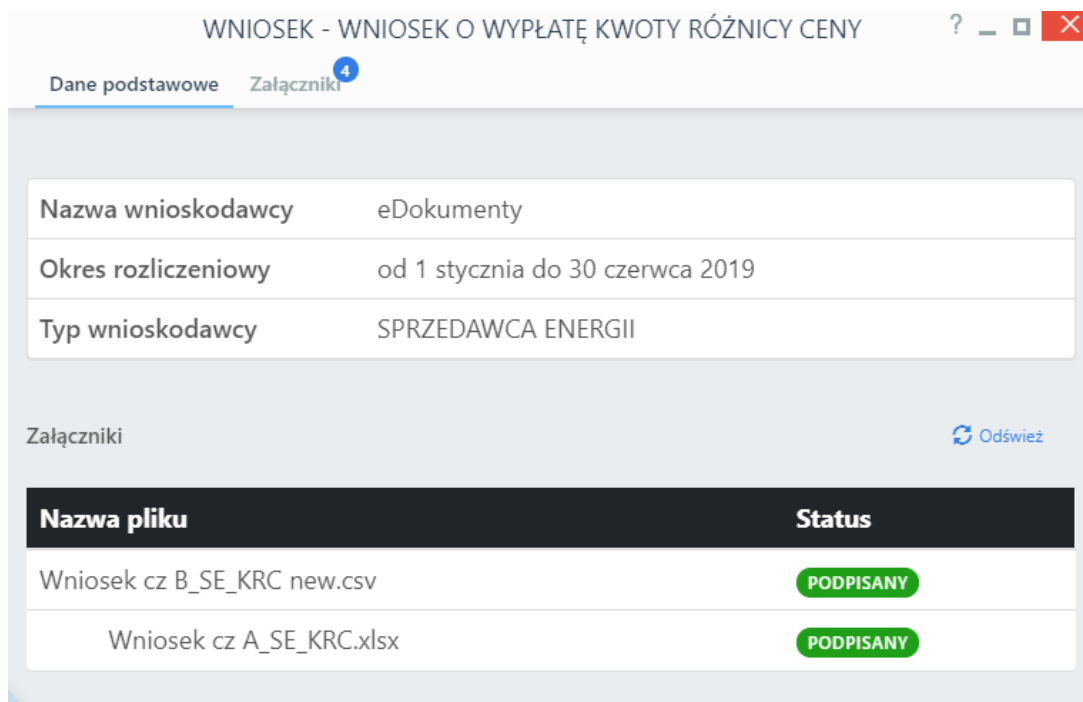 WNIOSEK - WNIOSEK O WYPŁATĘ KWOTY RÓŻNICY CENY ?
Dane podstawowe Załączniki 4
Nazwa wnioskodawcy eDokumenty
Okres rozliczeniowy od 1 stycznia do 30 czerwca 2019
Typ wnioskodawcy SPRZEDAWCA ENERGII
Załączniki Odśwież
Nazwa pliku Status
Wniosek cz B_SE_KRC new.csv PODPISANY
Wniosek cz A_SE_KRC.xlsx PODPISANY